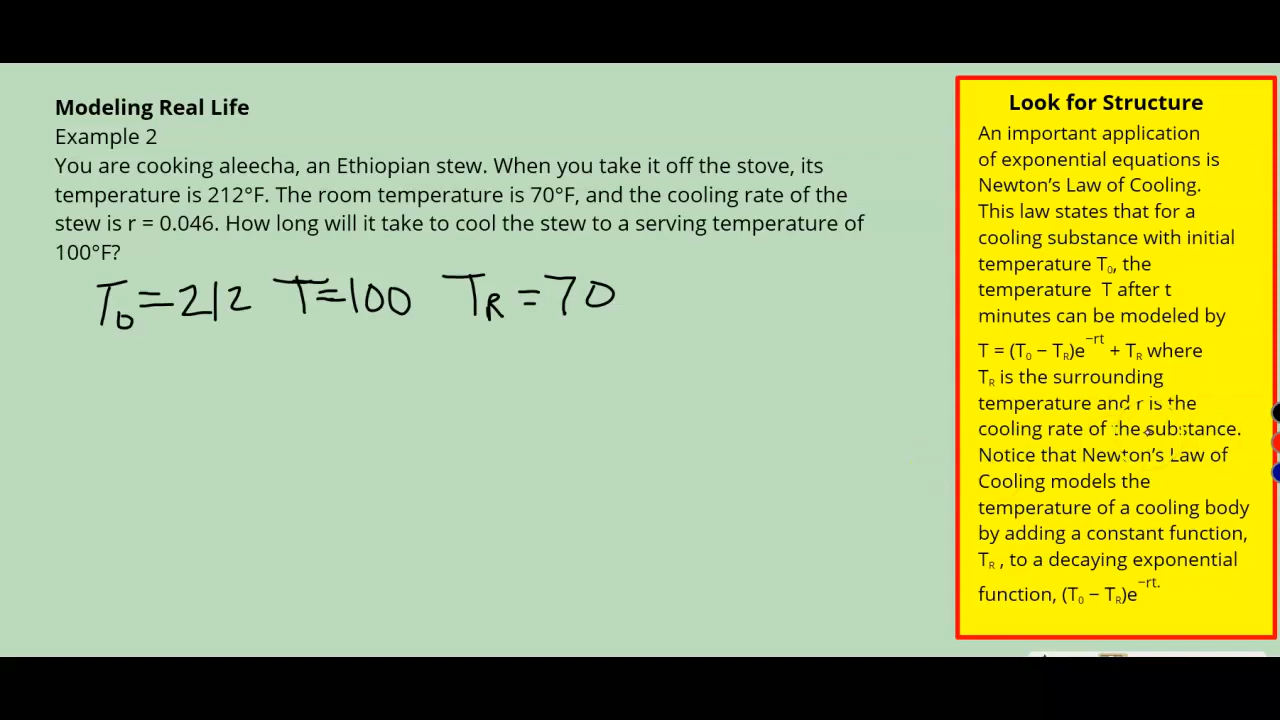 Modeling Real Life
Example 2
You are cooking aleecha, an Ethiopian stew. When you take it off the stove, its
temperature is 212°F. The room temperature is 70°F, and the cooling rate of the
stew is r = 0.046. How long will it take to cool the stew to a serving temperature of
100°F?
T₀ = 212 T = 100 T_R = 70
Look for Structure
An important application
of exponential equations is
Newton’s Law of Cooling.
This law states that for a
cooling substance with initial
temperature T₀, the
temperature T after t
minutes can be modeled by
T = (T₀ − T_R)e^−rt + T_R where
T_R is the surrounding
temperature and r is the
cooling rate of the substance.
Notice that Newton’s Law of
Cooling models the
temperature of a cooling body
by adding a constant function,
T_R , to a decaying exponential
function, (T₀ − T_R)e^−rt.